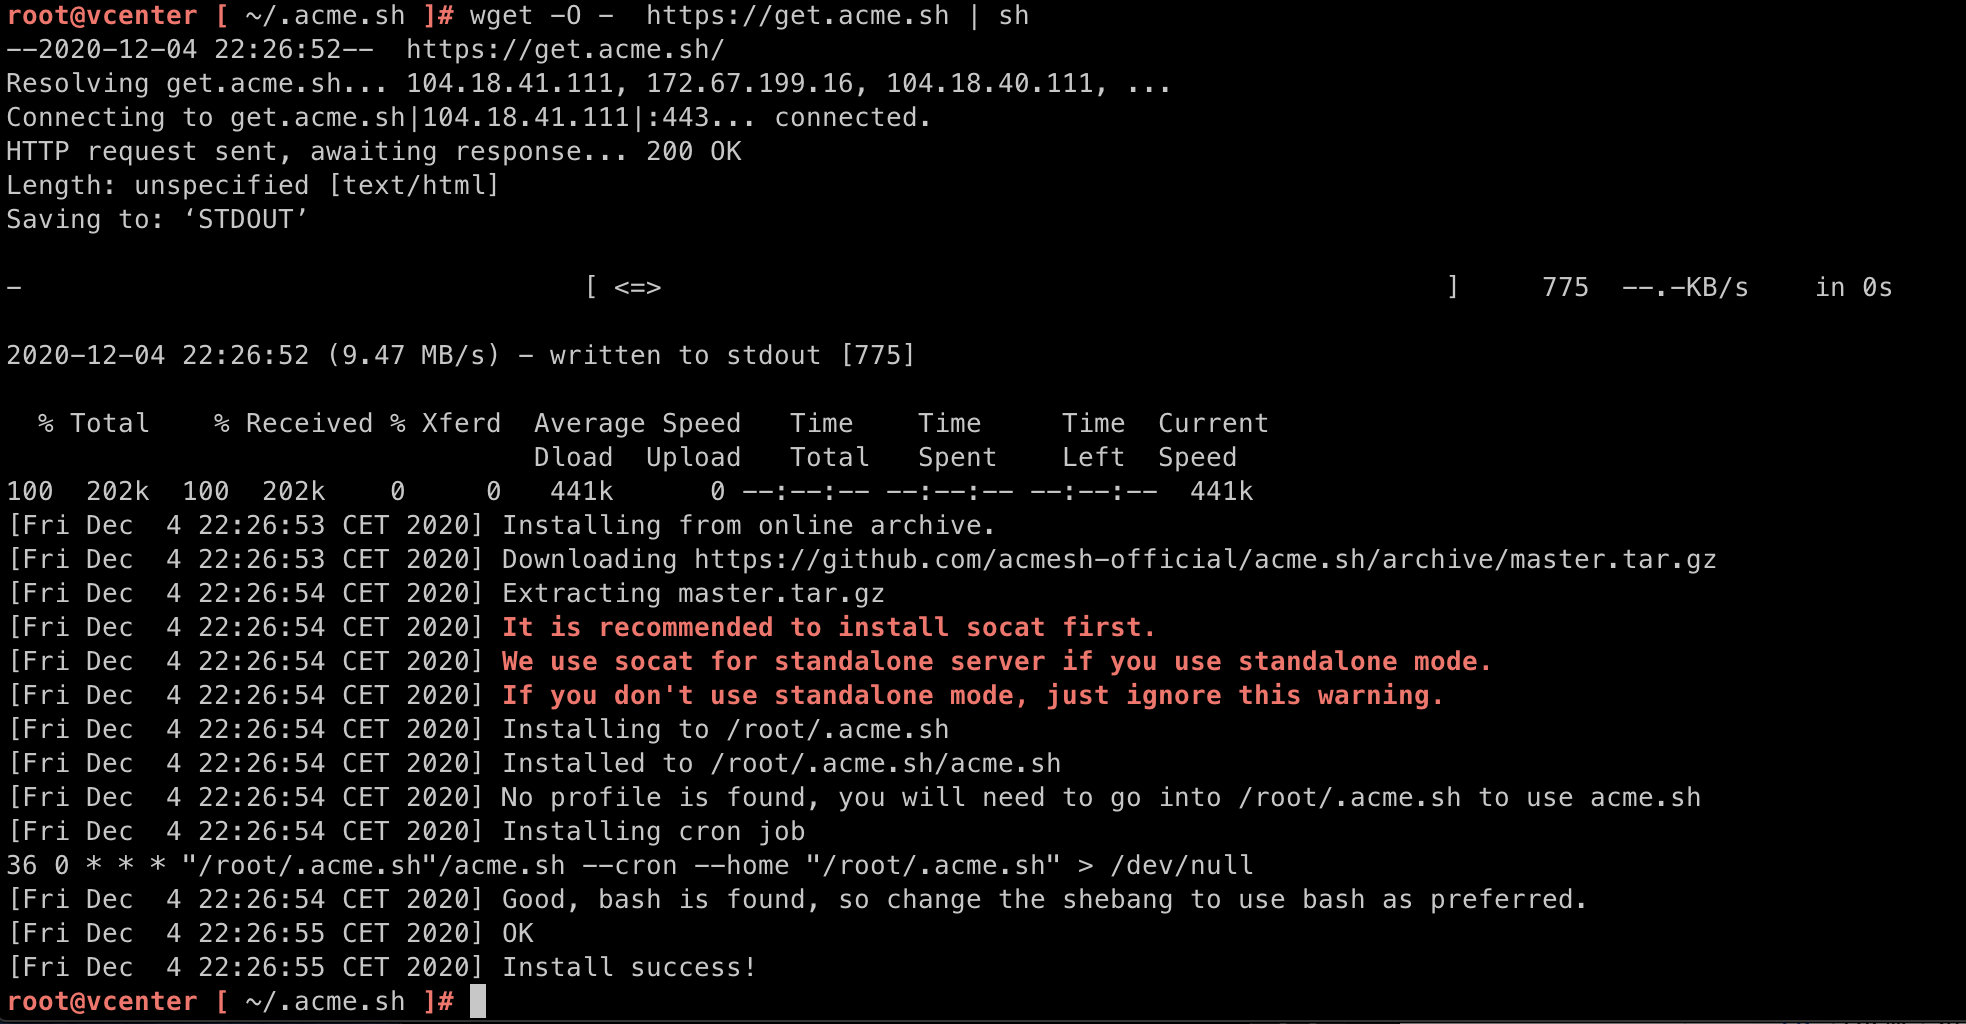 root@vcenter [ ~/.acme.sh ]# wget -O -  https://get.acme.sh | sh
--2020-12-04 22:26:52--  https://get.acme.sh/
Resolving get.acme.sh... 104.18.41.111, 172.67.199.16, 104.18.40.111, ...
Connecting to get.acme.sh|104.18.41.111|:443... connected.
HTTP request sent, awaiting response... 200 OK
Length: unspecified [text/html]
Saving to: ‘STDOUT’
-                                   [ <=>                                                 ]     775  --.-KB/s    in 0s
2020-12-04 22:26:52 (9.47 MB/s) - written to stdout [775]
  % Total    % Received % Xferd  Average Speed   Time    Time     Time  Current
                                 Dload  Upload   Total   Spent    Left  Speed
100  202k  100  202k    0     0   441k      0 --:--:-- --:--:-- --:--:--  441k
[Fri Dec  4 22:26:53 CET 2020] Installing from online archive.
[Fri Dec  4 22:26:53 CET 2020] Downloading https://github.com/acmesh-official/acme.sh/archive/master.tar.gz
[Fri Dec  4 22:26:54 CET 2020] Extracting master.tar.gz
[Fri Dec  4 22:26:54 CET 2020] It is recommended to install socat first.
[Fri Dec  4 22:26:54 CET 2020] We use socat for standalone server if you use standalone mode.
[Fri Dec  4 22:26:54 CET 2020] If you don't use standalone mode, just ignore this warning.
[Fri Dec  4 22:26:54 CET 2020] Installing to /root/.acme.sh
[Fri Dec  4 22:26:54 CET 2020] Installed to /root/.acme.sh/acme.sh
[Fri Dec  4 22:26:54 CET 2020] No profile is found, you will need to go into /root/.acme.sh to use acme.sh
[Fri Dec  4 22:26:54 CET 2020] Installing cron job
36 0 * * * "/root/.acme.sh"/acme.sh --cron --home "/root/.acme.sh" > /dev/null
[Fri Dec  4 22:26:54 CET 2020] Good, bash is found, so change the shebang to use bash as preferred.
[Fri Dec  4 22:26:55 CET 2020] OK
[Fri Dec  4 22:26:55 CET 2020] Install success!
root@vcenter [ ~/.acme.sh ]#